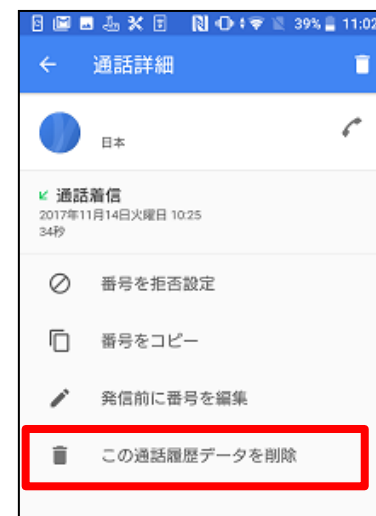 39% 11:02
通話詳細
日本
通話着信
2017年11月14日火曜日 10:25
34秒
番号を拒否設定
番号をコピー
発信前に番号を編集
この通話履歴データを削除